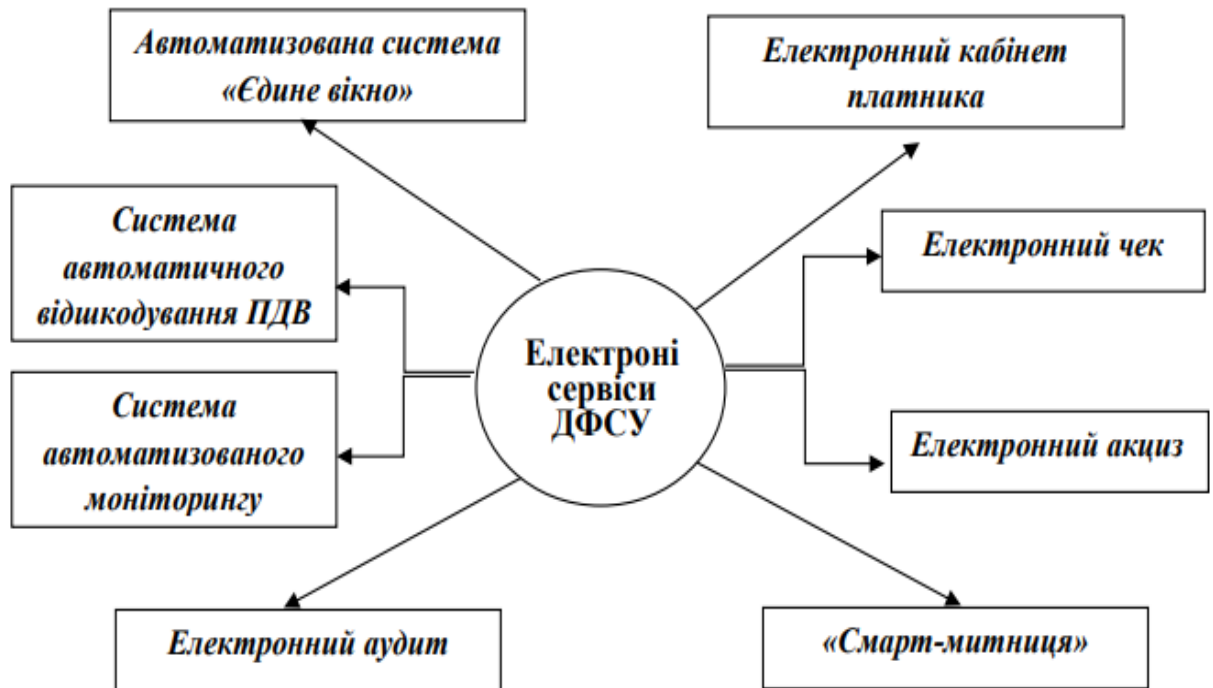 Автоматизована система
«Єдине вікно»
Електронний кабінет
платника
Система
автоматичного
відшкодування ПДВ
Електронний чек
Електроні
сервіси
ДФСУ
Система
автоматизованого
моніторингу
Електронний акциз
Електронний аудит
«Смарт-митниця»